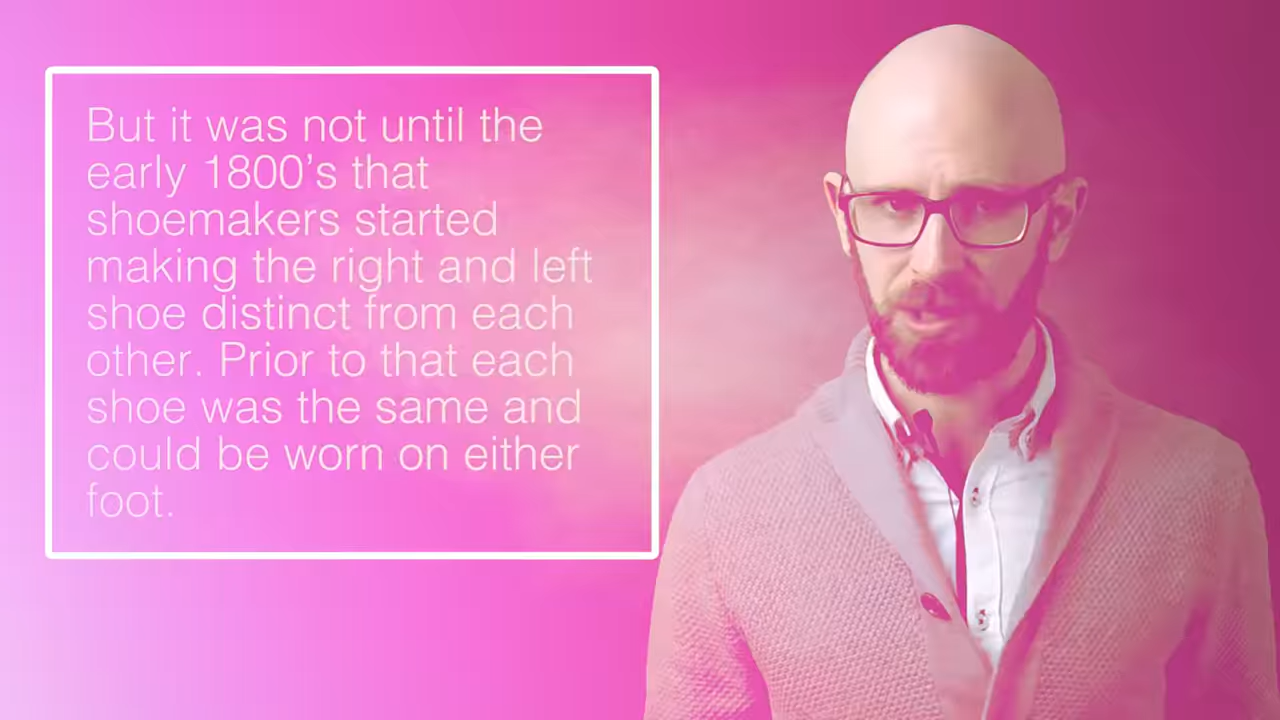 But it was not until the
early 1800’s that
shoemakers started
making the right and left
shoe distinct from each
other. Prior to that each
shoe was the same and
could be worn on either
foot.